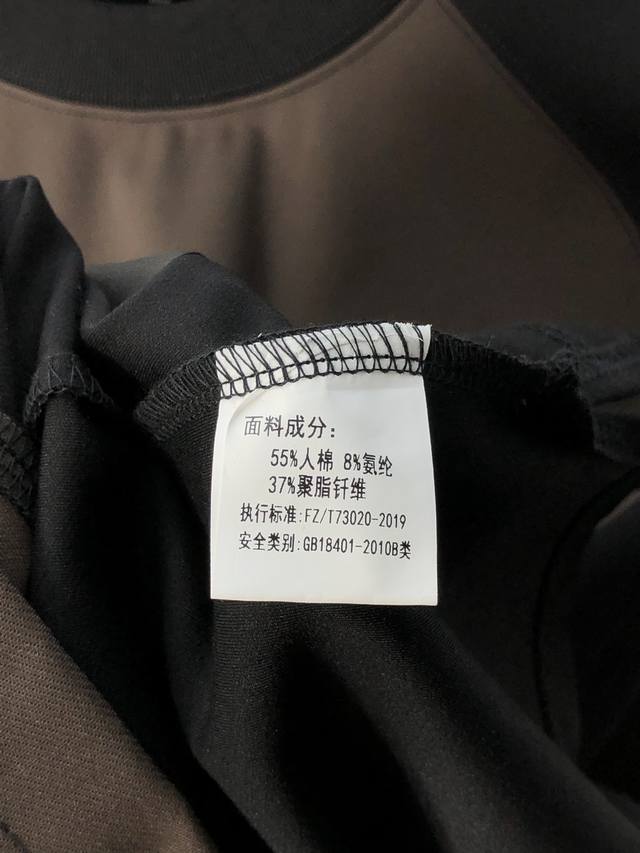 面料成分：
55%人棉 8%氨纶
37%聚脂钎维
执行标准:FZ/T73020-2019
安全类别:GB18401-2010B类